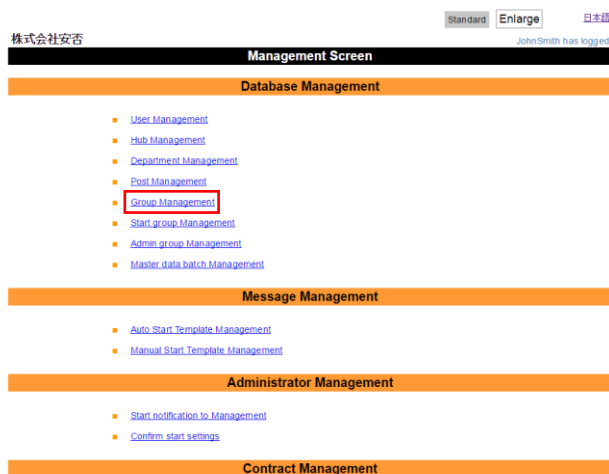 Standard Enlarge 日本語
株式会社安否 JohnSmith has logged
Management Screen
Database Management
User Management
Hub Management
Department Management
Post Management
Group Management
Start group Management
Admin group Management
Master data batch Management
Message Management
Auto Start Template Management
Manual Start Template Management
Administrator Management
Start notification to Management
Confirm start settings
Contract Management